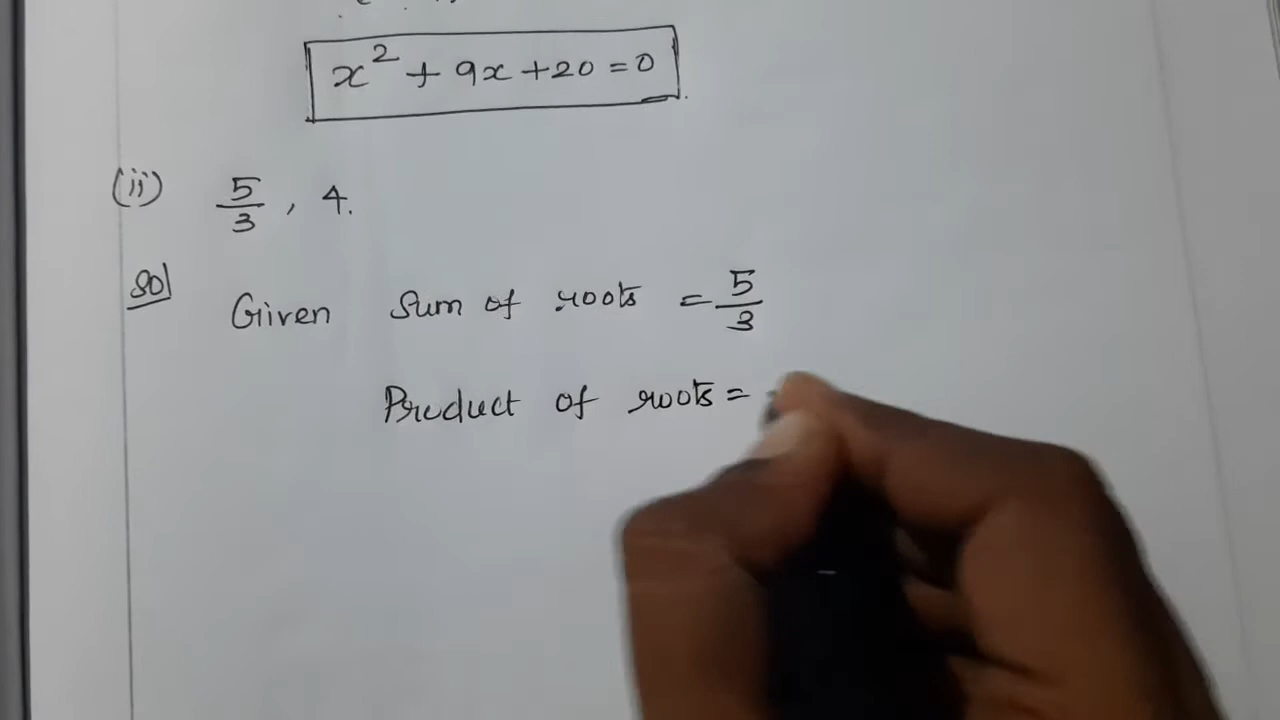 x² + 9x + 20 = 0
(ii) 5/3 , 4.
Sol
Given Sum of roots = 5/3
Product of roots =